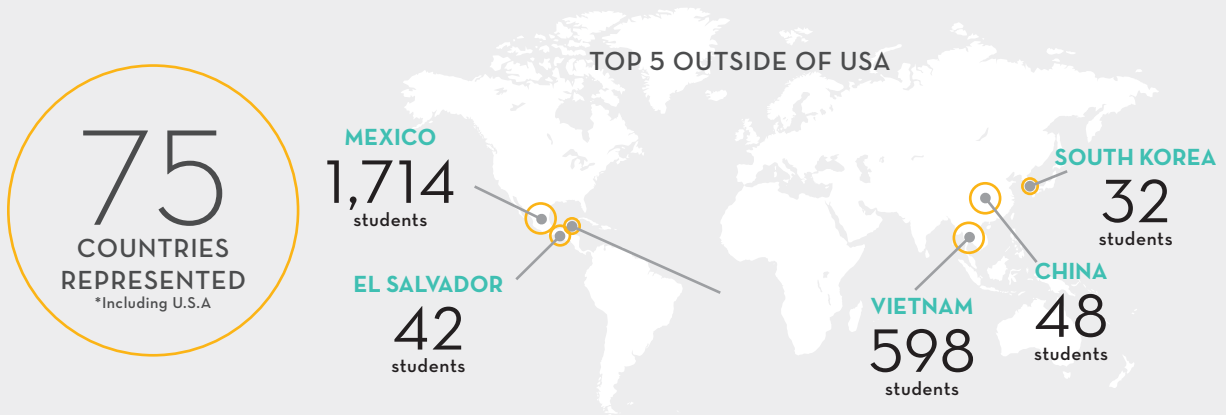 TOP 5 OUTSIDE OF USA
75
COUNTRIES
REPRESENTED
*Including U.S.A
MEXICO
1,714
students
EL SALVADOR
42
students
VIETNAM
598
students
CHINA
48
students
SOUTH KOREA
32
students